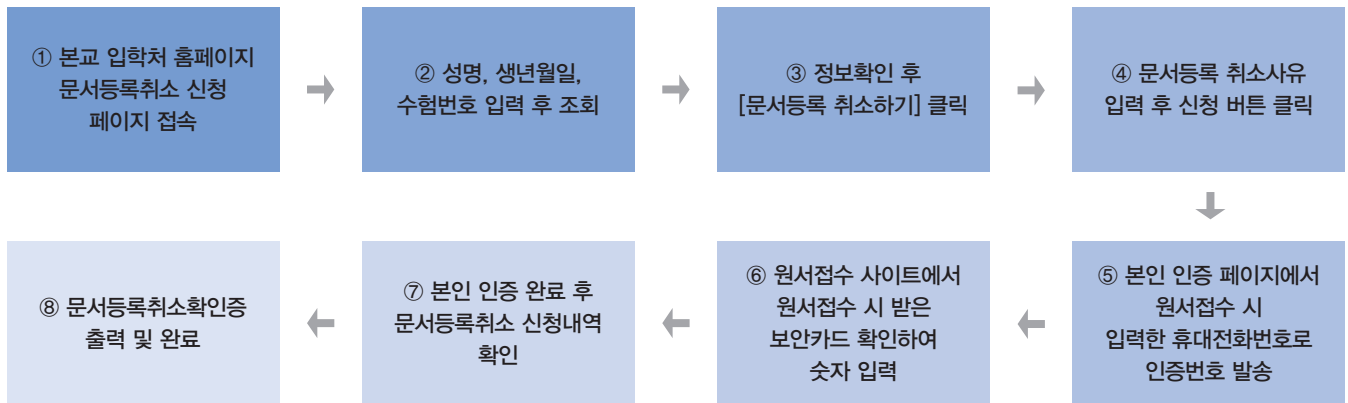 ① 본교 입학처 홈페이지
문서등록취소 신청
페이지 접속
② 성명, 생년월일,
수험번호 입력 후 조회
③ 정보확인 후
[문서등록 취소하기] 클릭
④ 문서등록 취소사유
입력 후 신청 버튼 클릭
⑤ 본인 인증 페이지에서
원서접수 시
입력한 휴대전화번호로
인증번호 발송
⑥ 원서접수 사이트에서
원서접수 시 받은
보안카드 확인하여
숫자 입력
⑦ 본인 인증 완료 후
문서등록취소 신청내역
확인
⑧ 문서등록취소확인증
출력 및 완료